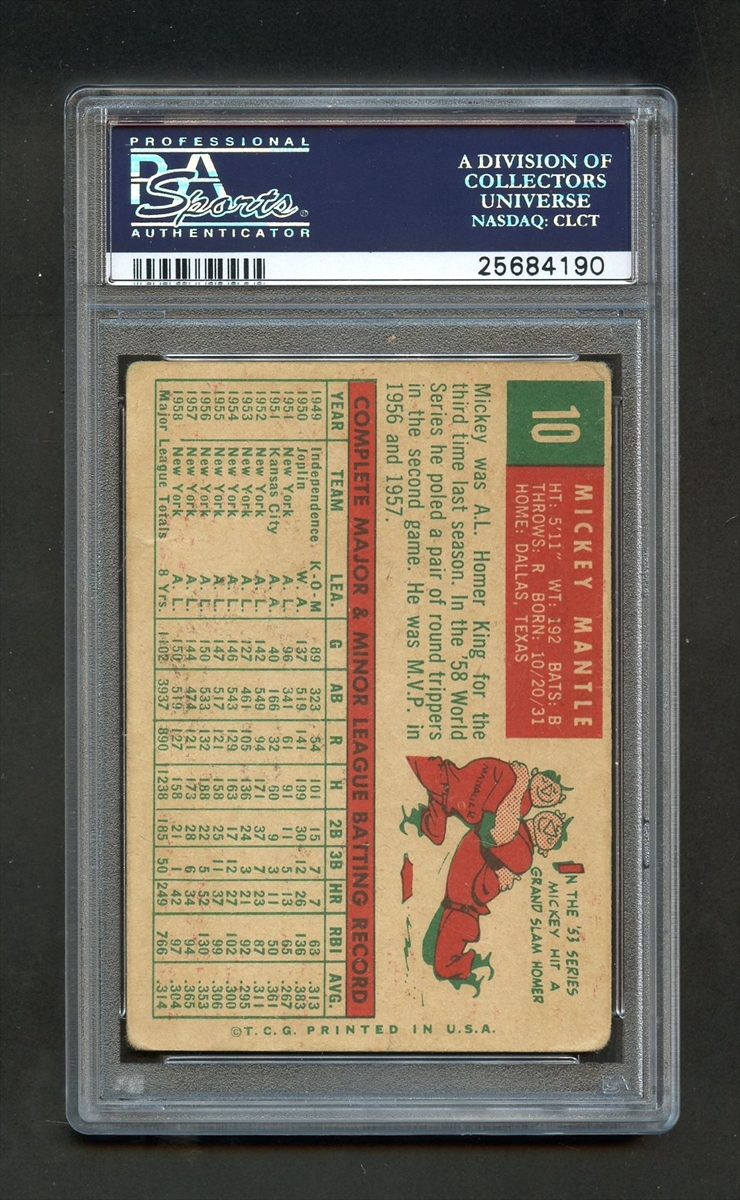 PROFESSIONAL
PSA
Sports
AUTHENTICATOR
A DIVISION OF
COLLECTORS
UNIVERSE
NASDAQ: CLCT
25684190
10
MICKEY MANTLE
HT: 5'11" WT: 192 BATS: B
THROWS: R BORN: 10/20/31
HOME: DALLAS, TEXAS
Mickey was A.L. Homer King for the
third time last season. In the '58 World
Series he poled a pair of round trippers
in the second game. He was M.V.P. in
1956 and 1957.
IN THE '53 SERIES
MICKEY HIT A
GRAND SLAM HOMER
COMPLETE MAJOR & MINOR LEAGUE BATTING RECORD
YEAR TEAM LEA. G AB R H 2B 3B HR RBI AVG.
1949 Independence K-O-M 89 323 54 101 15 7 7 63 .313
1950 Joplin W. A. 137 519 141 199 30 12 26 136 .383
1951 New York A. L. 96 341 61 91 11 5 13 65 .267
1951 Kansas City A. A. 40 166 32 60 9 3 11 50 .361
1952 New York A. L. 142 549 94 171 37 7 23 87 .311
1953 New York A. L. 127 461 105 136 24 3 21 92 .295
1954 New York A. L. 146 543 129 163 17 12 27 102 .300
1955 New York A. L. 147 517 121 158 25 11 37 99 .306
1956 New York A. L. 150 533 132 188 22 5 52 130 .353
1957 New York A. L. 144 474 121 173 28 6 34 94 .365
1958 New York A. L. 150 519 127 158 21 1 42 97 .304
Major League Totals 8 Yrs. 1102 3937 890 1238 185 50 249 766 .314
©T.C.G. PRINTED IN U.S.A.